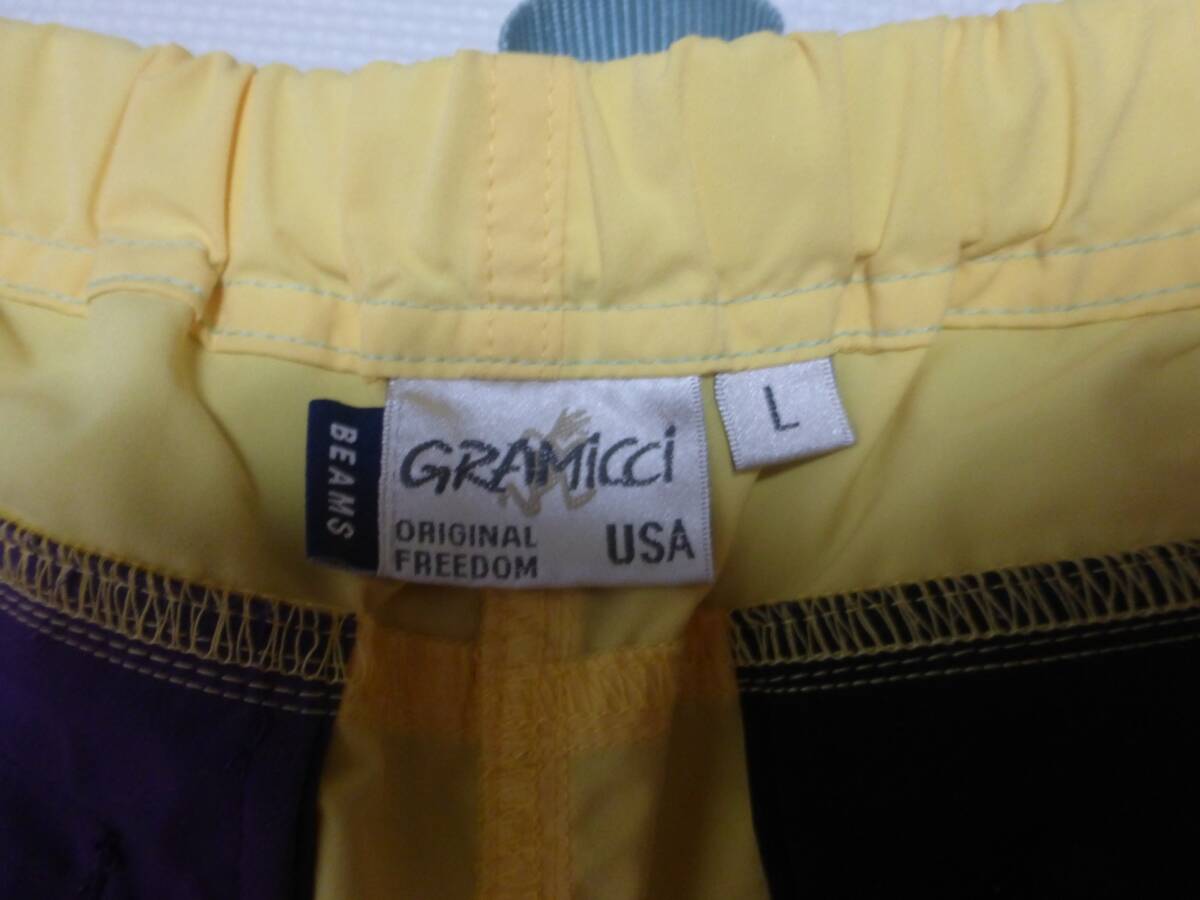 BEAMS
GRAMiCCi
ORIGINAL
FREEDOM
USA
L